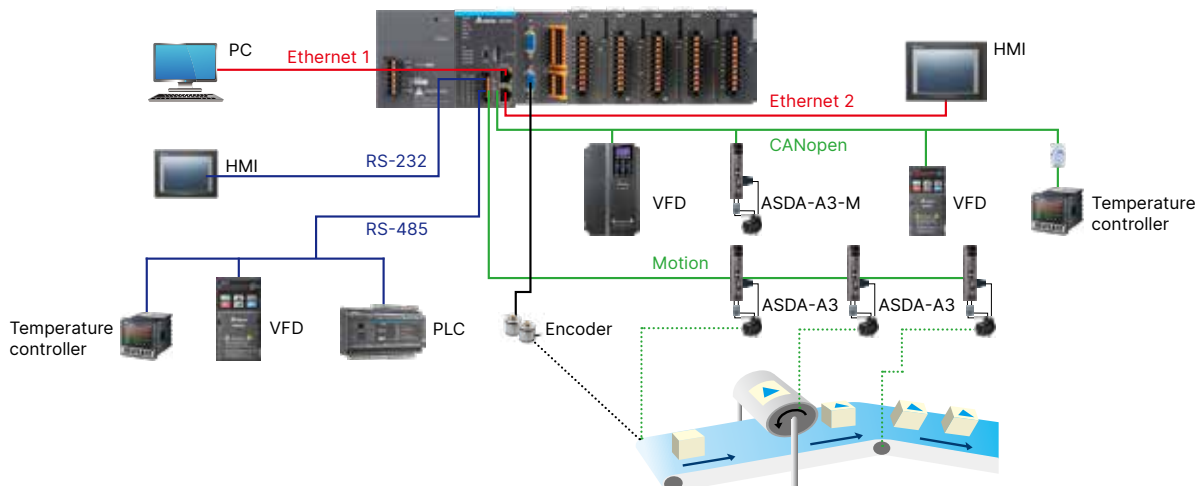 PC
Ethernet 1
HMI
Ethernet 2
CANopen
HMI
RS-232
VFD
ASDA-A3-M
VFD
Temperature
controller
RS-485
Motion
ASDA-A3
ASDA-A3
Temperature
controller
VFD
PLC
Encoder